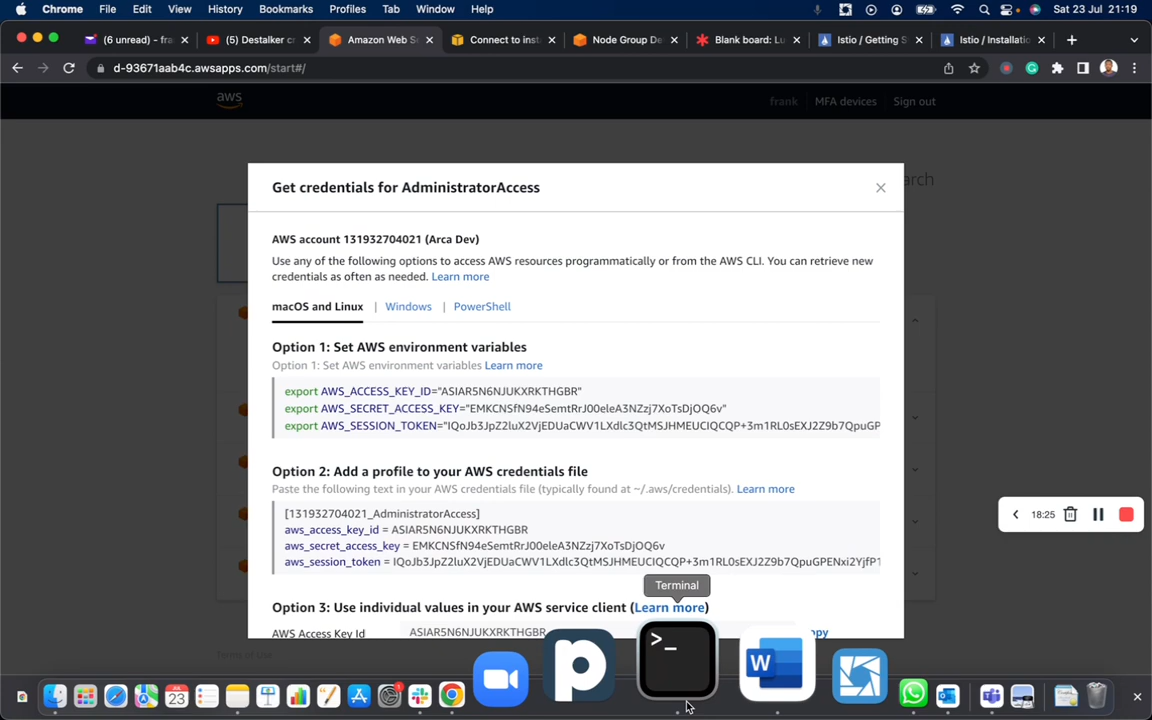 Chrome File Edit View History Bookmarks Profiles Tab Window Help Sat 23 Jul 21:19
(6 unread) - fra (5) Destalker cr Amazon Web Se Connect to inst Node Group De Blank board: Lu Istio / Getting S Istio / Installatio
d-93671aab4c.awsapps.com/start#/
aws frank MFA devices Sign out
Get credentials for AdministratorAccess
arch
AWS account 131932704021 (Arca Dev)
Use any of the following options to access AWS resources programmatically or from the AWS CLI. You can retrieve new
credentials as often as needed. Learn more
macOS and Linux | Windows | PowerShell
Option 1: Set AWS environment variables
Option 1: Set AWS environment variables Learn more
export AWS_ACCESS_KEY_ID="ASIAR5N6NJUKXRKTHGBR"
export AWS_SECRET_ACCESS_KEY="EMKCNSfN94eSemtRrJ00eleA3NZzj7XoTsDjOQ6v"
export AWS_SESSION_TOKEN="IQoJb3JpZ2luX2VjEDUaCWV1LXdlc3QtMSJHMEUCIQCQP+3m1RL0sEXJ2Z9b7QpuGP
Option 2: Add a profile to your AWS credentials file
Paste the following text in your AWS credentials file (typically found at ~/.aws/credentials). Learn more
[131932704021_AdministratorAccess]
aws_access_key_id = ASIAR5N6NJUKXRKTHGBR
aws_secret_access_key = EMKCNSfN94eSemtRrJ00eleA3NZzj7XoTsDjOQ6v
aws_session_token = IQoJb3JpZ2luX2VjEDUaCWV1LXdlc3QtMSJHMEUCIQCQP+3m1RL0sEXJ2Z9b7QpuGPENxi2YjfP1
18:25
Terminal
Option 3: Use individual values in your AWS service client (Learn more)
AWS Access Key Id ASIAR5N6NJUKXRKTHGBR opy